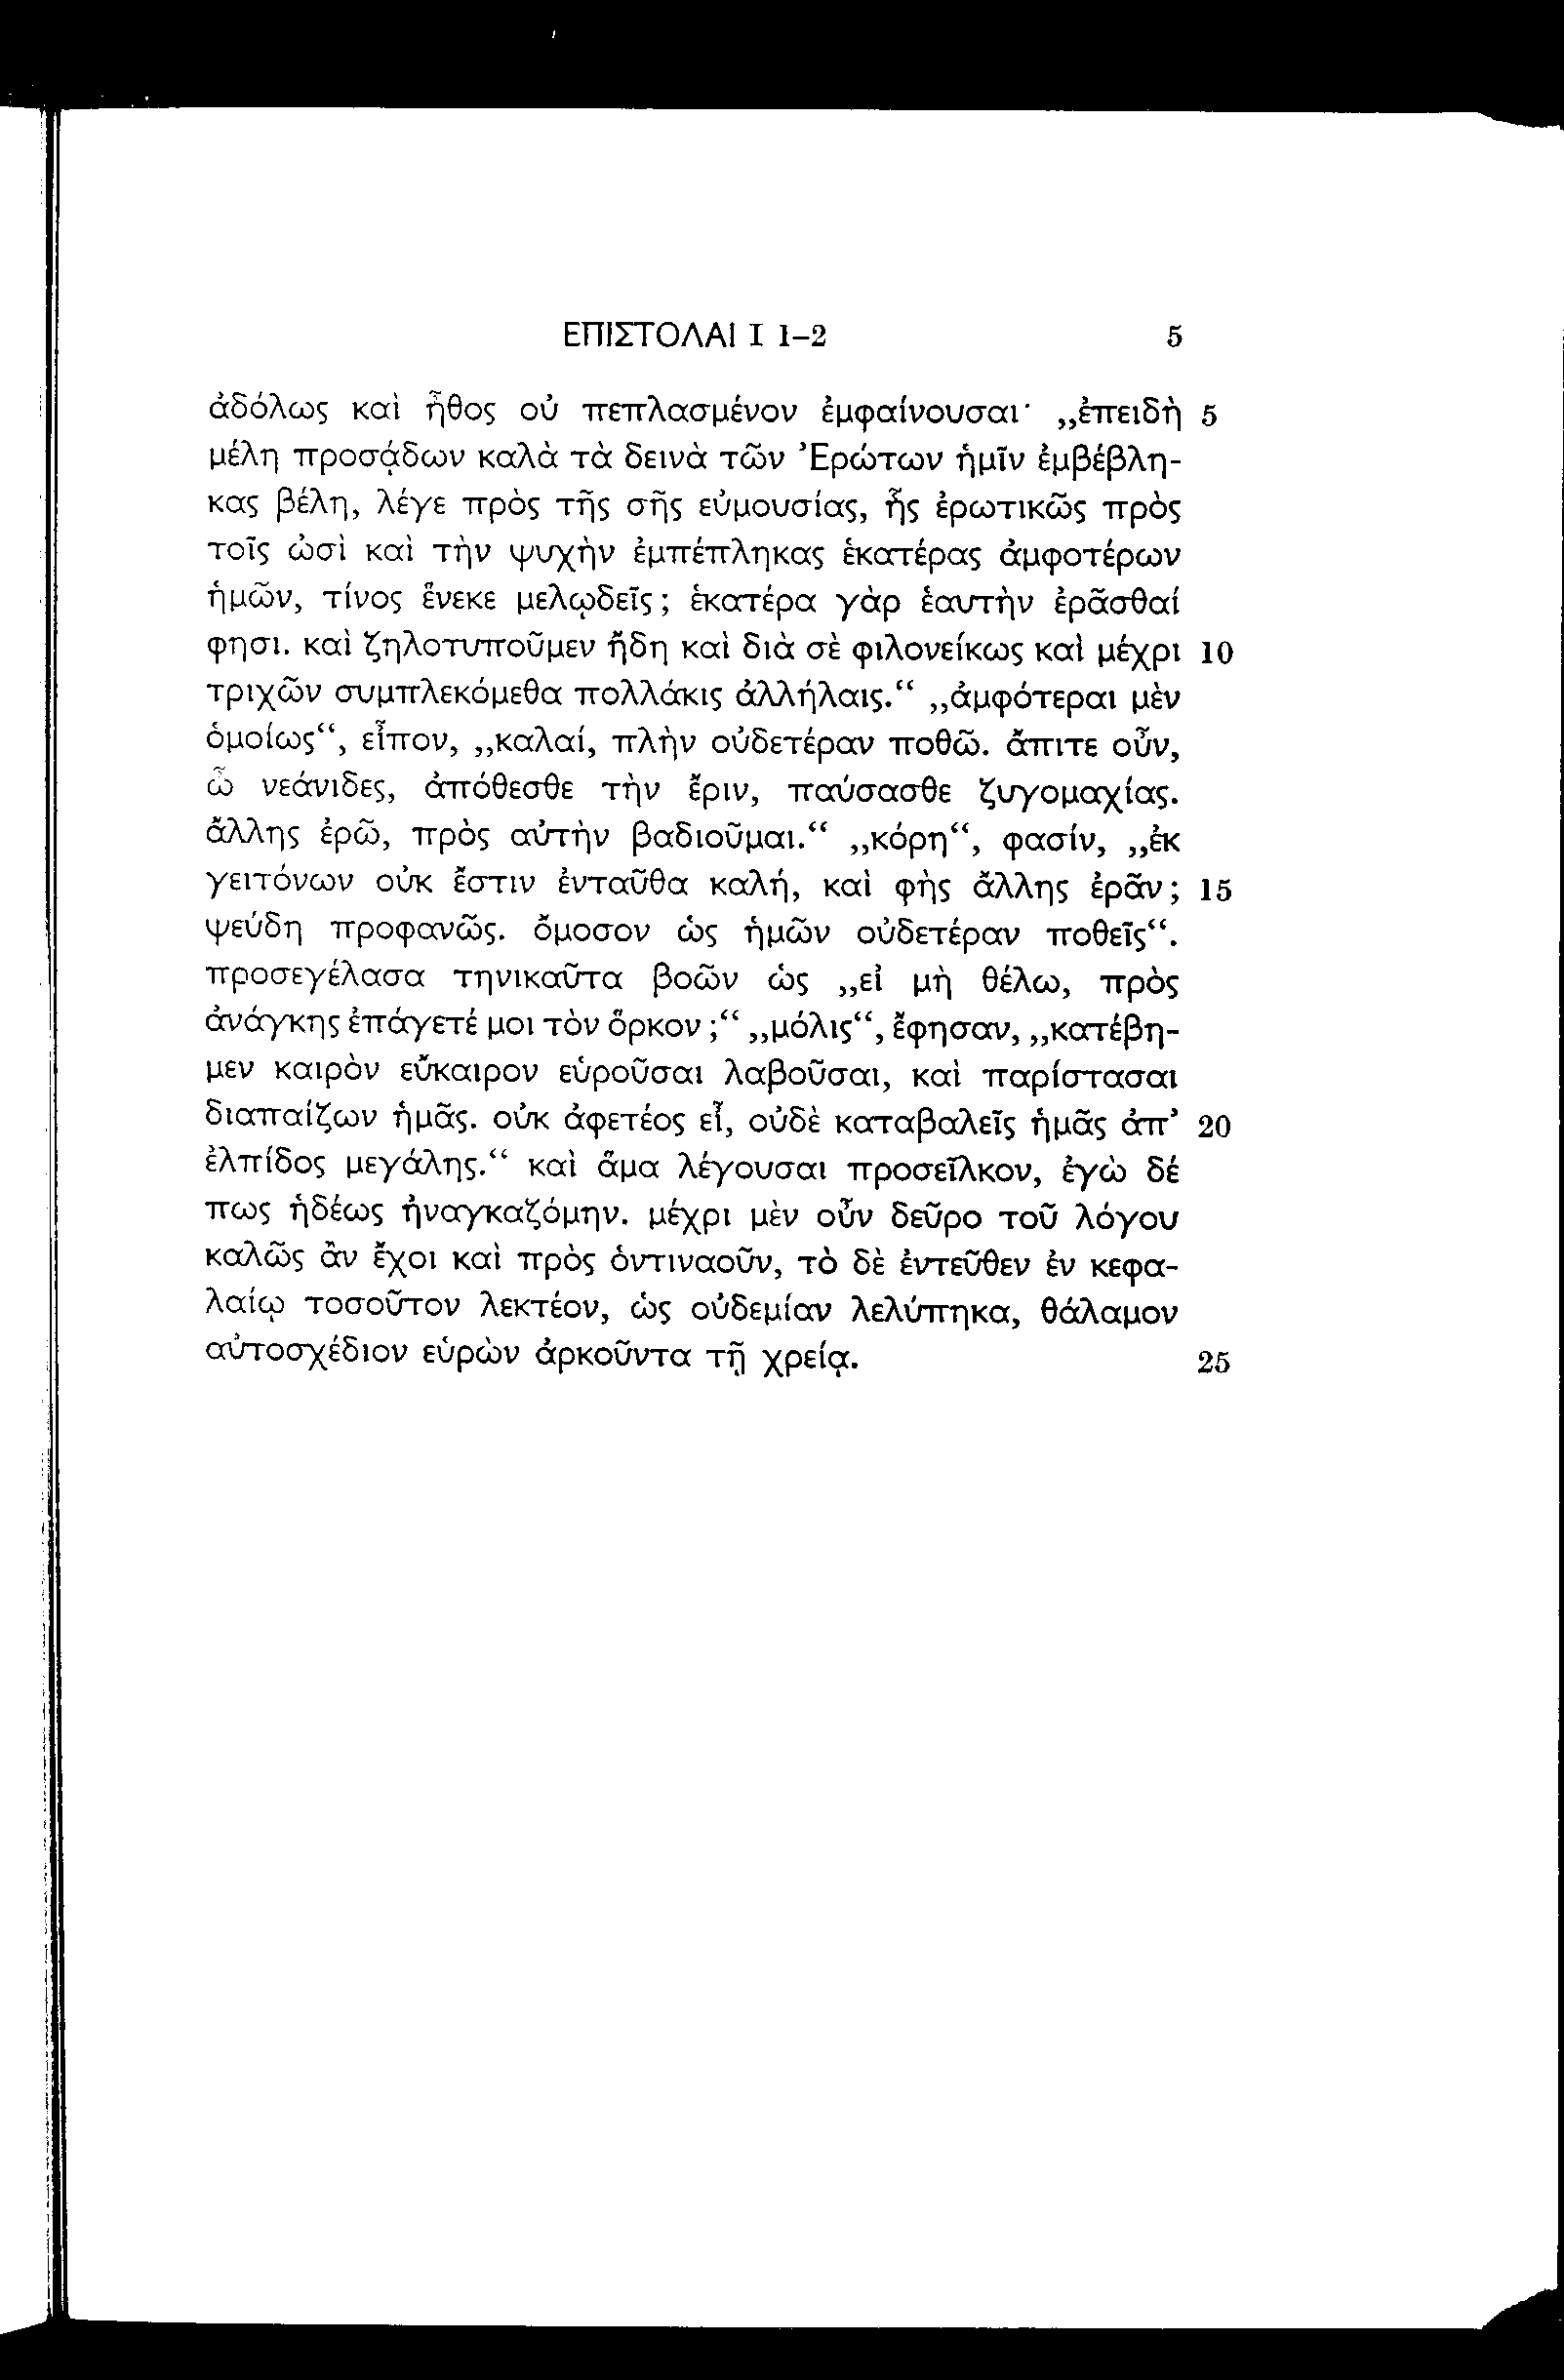 ΕΠΙΣΤΟΛΑΙ I 1–2 5
ἀδόλως καὶ ἦθος οὐ πεπλασμένον ἐμφαίνουσαι· „ἐπειδὴ 5
μέλη προσᾴδων καλὰ τὰ δεινὰ τῶν Ἐρώτων ἡμῖν ἐμβέβλη-
κας βέλη, λέγε πρὸς τῆς σῆς εὐμουσίας, ἧς ἐρωτικῶς πρὸς
τοῖς ὠσὶ καὶ τὴν ψυχὴν ἐμπέπληκας ἑκατέρας ἀμφοτέρων
ἡμῶν, τίνος ἕνεκε μελῳδεῖς; ἑκατέρα γὰρ ἑαυτὴν ἐρᾶσθαί
φησι. καὶ ζηλοτυποῦμεν ἤδη καὶ διὰ σὲ φιλονείκως καὶ μέχρι 10
τριχῶν συμπλεκόμεθα πολλάκις ἀλλήλαις.“ „ἀμφότεραι μὲν
ὁμοίως“, εἶπον, „καλαί, πλὴν οὐδετέραν ποθῶ. ἄπιτε οὖν,
ὦ νεάνιδες, ἀπόθεσθε τὴν ἔριν, παύσασθε ζυγομαχίας.
ἄλλης ἐρῶ, πρὸς αὐτὴν βαδιοῦμαι.“ „κόρη“, φασίν, „ἐκ
γειτόνων οὐκ ἔστιν ἐνταῦθα καλή, καὶ φὴς ἄλλης ἐρᾶν; 15
ψεύδη προφανῶς. ὄμοσον ὡς ἡμῶν οὐδετέραν ποθεῖς“.
προσεγέλασα τηνικαῦτα βοῶν ὡς „εἰ μὴ θέλω, πρὸς
ἀνάγκης ἐπάγετέ μοι τὸν ὅρκον;“ „μόλις“, ἔφησαν, „κατέβη-
μεν καιρὸν εὔκαιρον εὑροῦσαι λαβοῦσαι, καὶ παρίστασαι
διαπαίζων ἡμᾶς. οὐκ ἀφετέος εἶ, οὐδὲ καταβαλεῖς ἡμᾶς ἀπ’ 20
ἐλπίδος μεγάλης.“ καὶ ἅμα λέγουσαι προσεῖλκον, ἐγὼ δέ
πως ἡδέως ἠναγκαζόμην. μέχρι μὲν οὖν δεῦρο τοῦ λόγου
καλῶς ἂν ἔχοι καὶ πρὸς ὁντιναοῦν, τὸ δὲ ἐντεῦθεν ἐν κεφα-
λαίῳ τοσοῦτον λεκτέον, ὡς οὐδεμίαν λελύπηκα, θάλαμον
αὐτοσχέδιον εὑρὼν ἀρκοῦντα τῇ χρείᾳ. 25